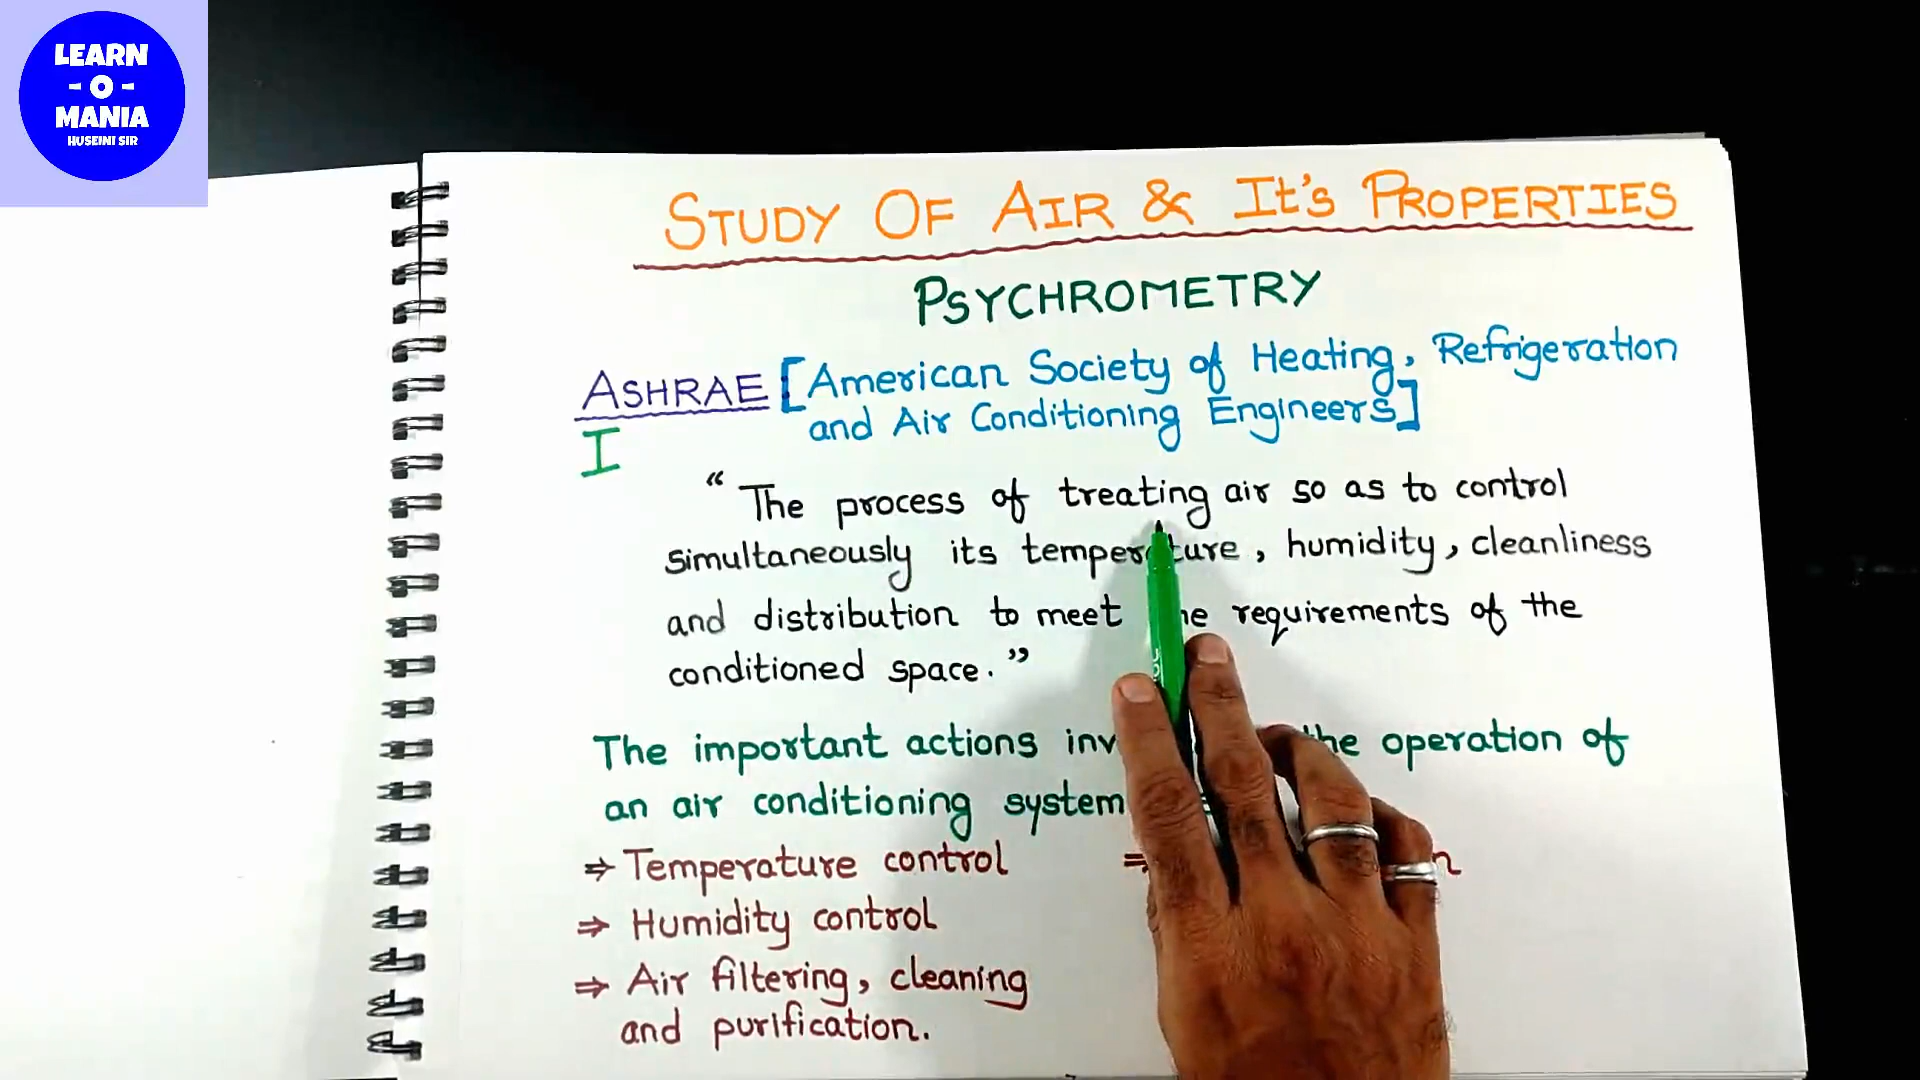 LEARN
- O -
MANIA
HUSEINI SIR
STUDY OF AIR & It's PROPERTIES
PSYCHROMETRY
ASHRAE [American Society of Heating, Refrigeration
and Air Conditioning Engineers]
I
“ The process of treating air so as to control
simultaneously its temperature, humidity, cleanliness
and distribution to meet the requirements of the
conditioned space. ”
The important actions the operation of
an air conditioning system
⇒ Temperature control ⇒
⇒ Humidity control
⇒ Air filtering, cleaning
and purification.